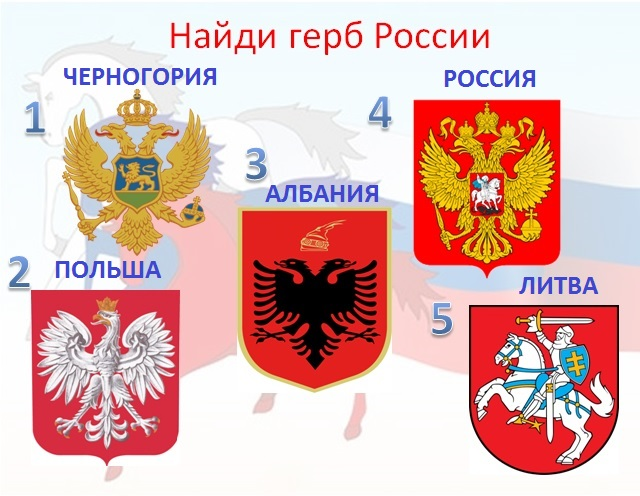 Найди герб России
ЧЕРНОГОРИЯ
1
РОССИЯ
4
3
АЛБАНИЯ
2
ПОЛЬША
ЛИТВА
5